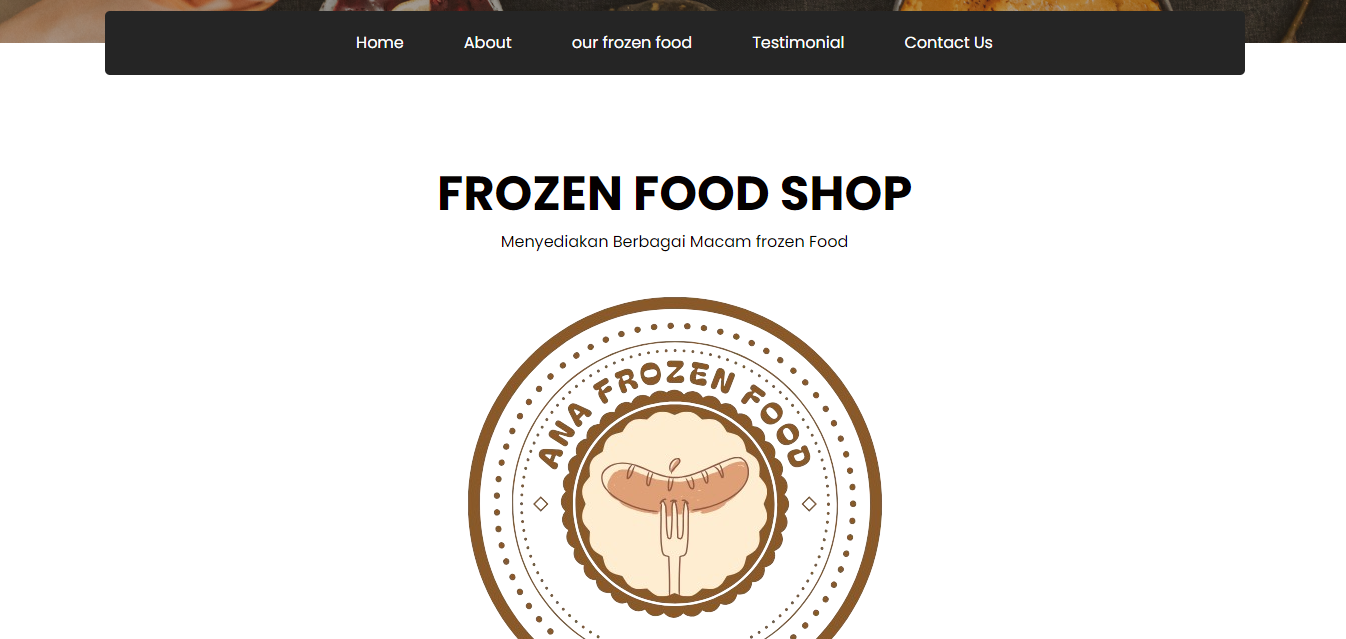 Home About our frozen food Testimonial Contact Us
FROZEN FOOD SHOP
Menyediakan Berbagai Macam frozen Food
ANA FROZEN FOOD